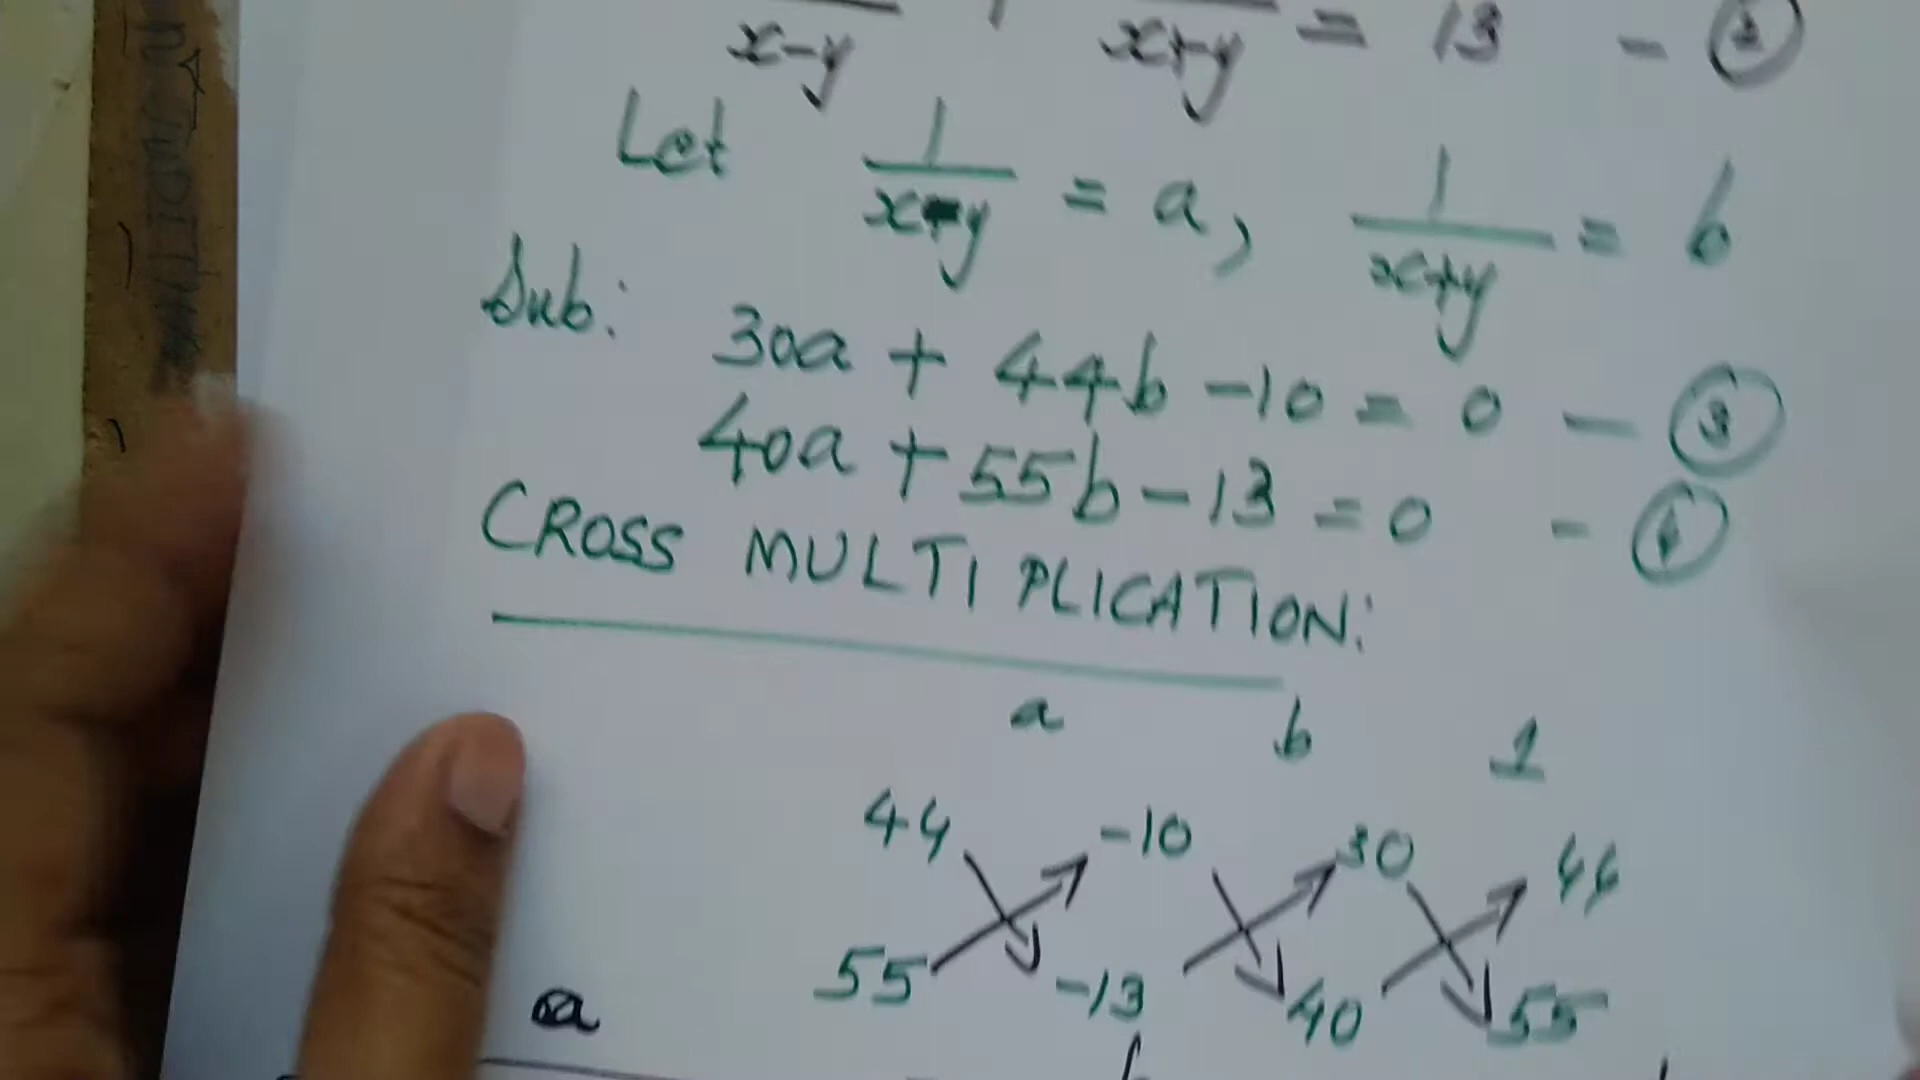 x-y x+y = 13 - ②
Let 1/x-y = a, 1/x+y = b
Sub: 30a + 44b -10 = 0 — ③
40a + 55b - 13 = 0 - ④
CROSS MULTIPLICATION:
a b 1
44 -10 30 44
55 -13 40 55
a